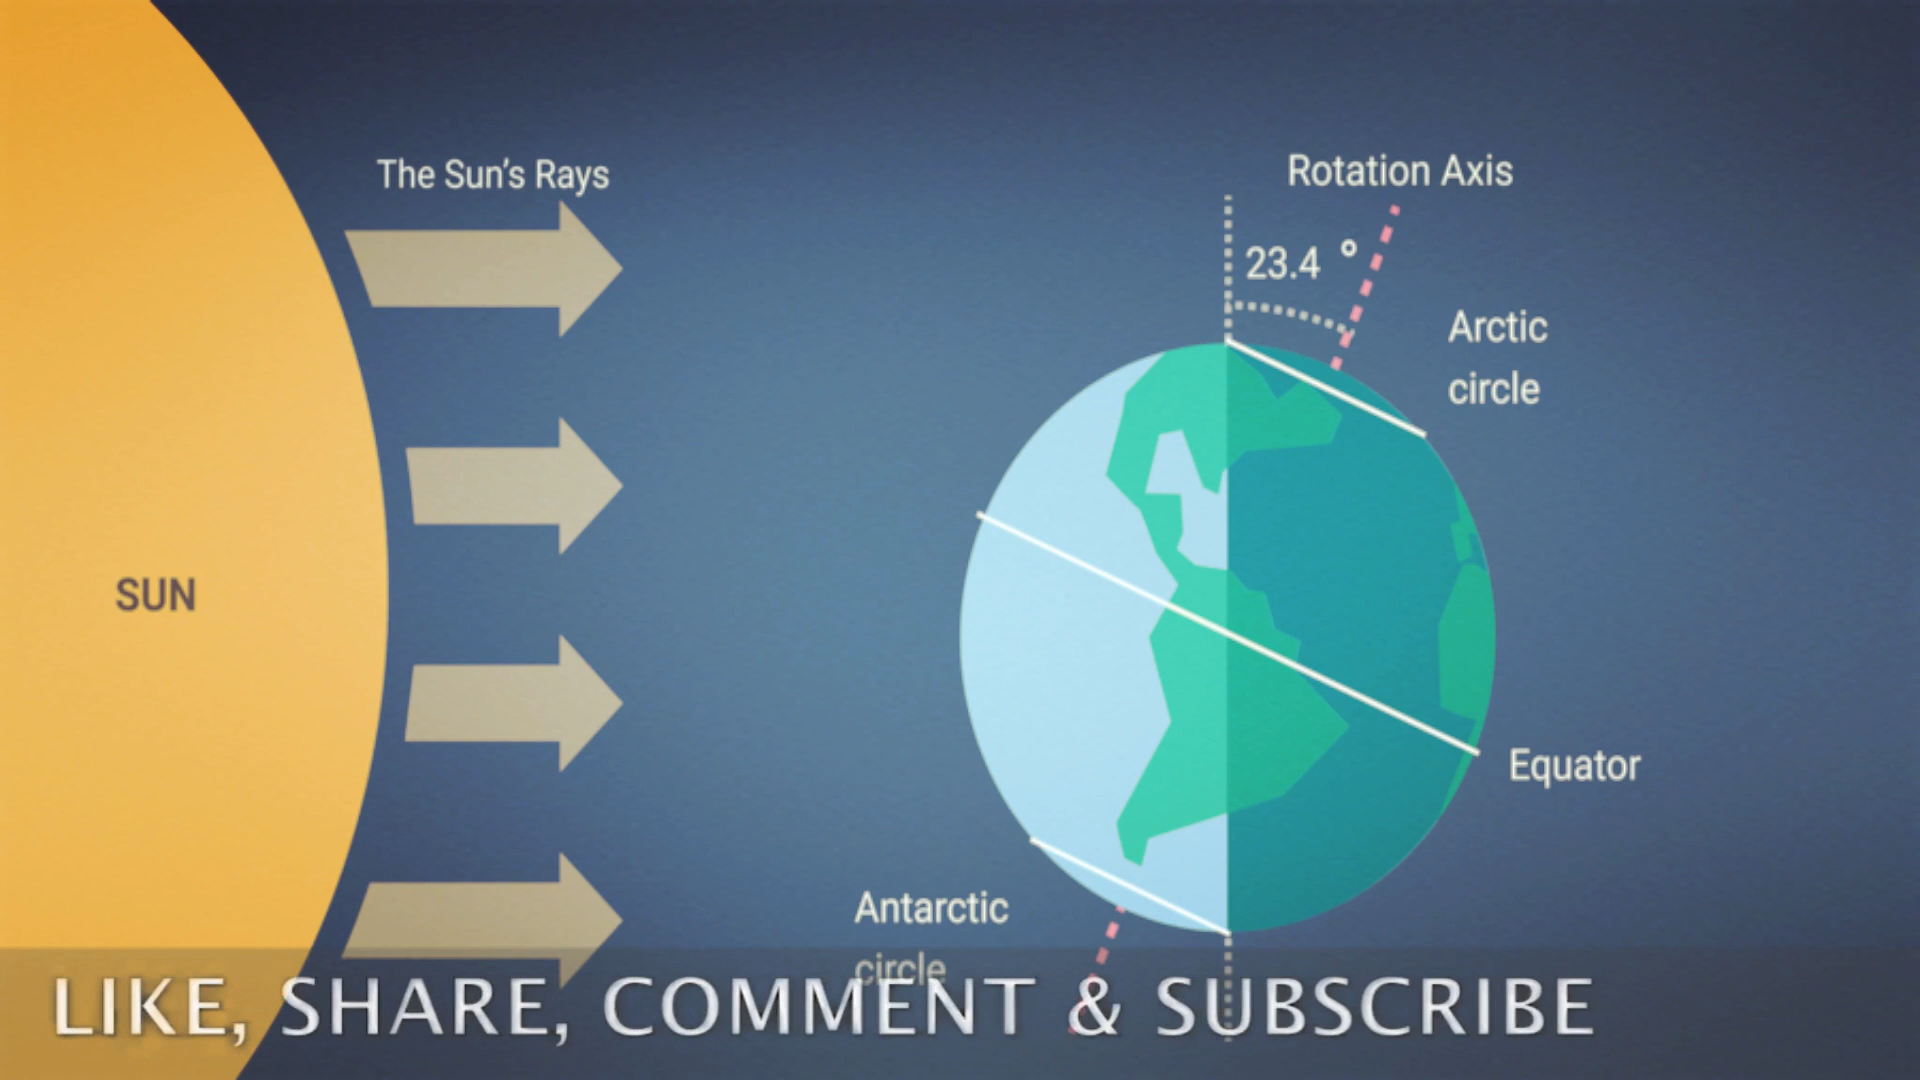 The Sun's Rays
Rotation Axis
23.4 °
Arctic
circle
SUN
Equator
Antarctic
circle
LIKE, SHARE, COMMENT & SUBSCRIBE